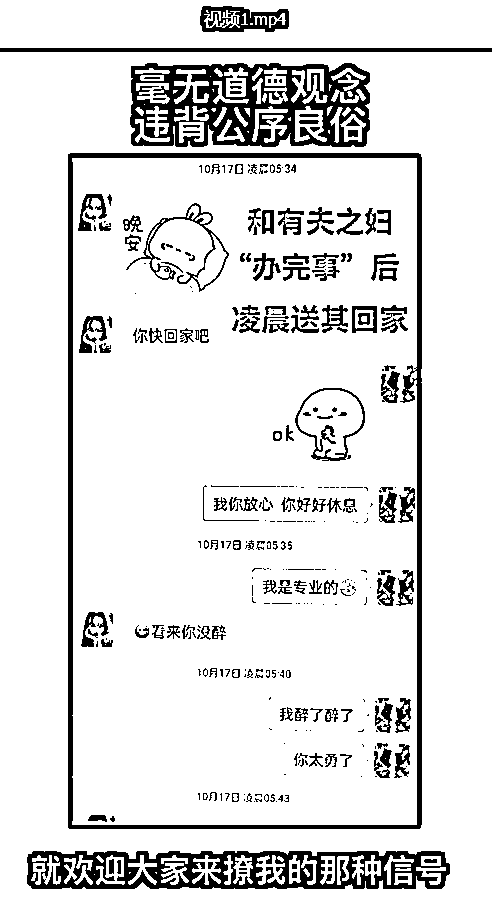 视频1.mp4
毫无道德观念
违背公序良俗
10月17日 凌晨05:34
晚安
和有夫之妇
“办完事”后
凌晨送其回家
你快回家吧
ok
我你放心 你好好休息
10月17日 凌晨05:35
我是专业的
看来你没醉
10月17日 凌晨05:40
我醉了醉了
你太勇了
10月17日 凌晨05:43
就欢迎大家来撩我的那种信号